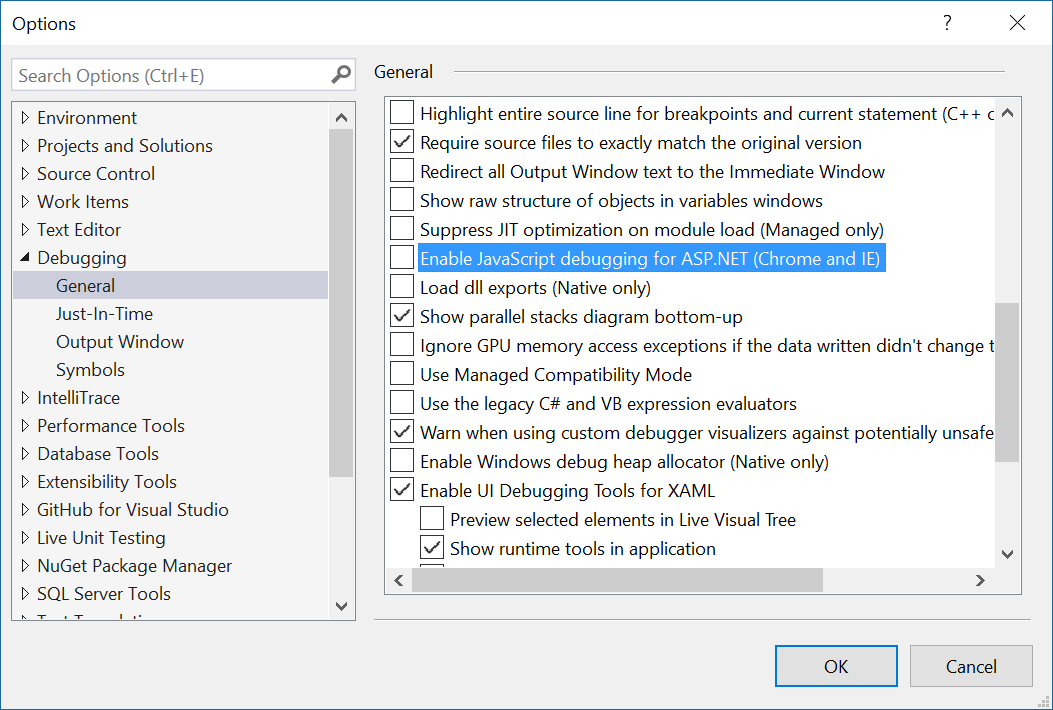 Options
?
Search Options (Ctrl+E)
Environment
Projects and Solutions
Source Control
Work Items
Text Editor
Debugging
General
Just-In-Time
Output Window
Symbols
IntelliTrace
Performance Tools
Database Tools
Extensibility Tools
GitHub for Visual Studio
Live Unit Testing
NuGet Package Manager
SQL Server Tools
General
Highlight entire source line for breakpoints and current statement (C++ c
Require source files to exactly match the original version
Redirect all Output Window text to the Immediate Window
Show raw structure of objects in variables windows
Suppress JIT optimization on module load (Managed only)
Enable JavaScript debugging for ASP.NET (Chrome and IE)
Load dll exports (Native only)
Show parallel stacks diagram bottom-up
Ignore GPU memory access exceptions if the data written didn't change t
Use Managed Compatibility Mode
Use the legacy C# and VB expression evaluators
Warn when using custom debugger visualizers against potentially unsafe
Enable Windows debug heap allocator (Native only)
Enable UI Debugging Tools for XAML
Preview selected elements in Live Visual Tree
Show runtime tools in application
OK
Cancel